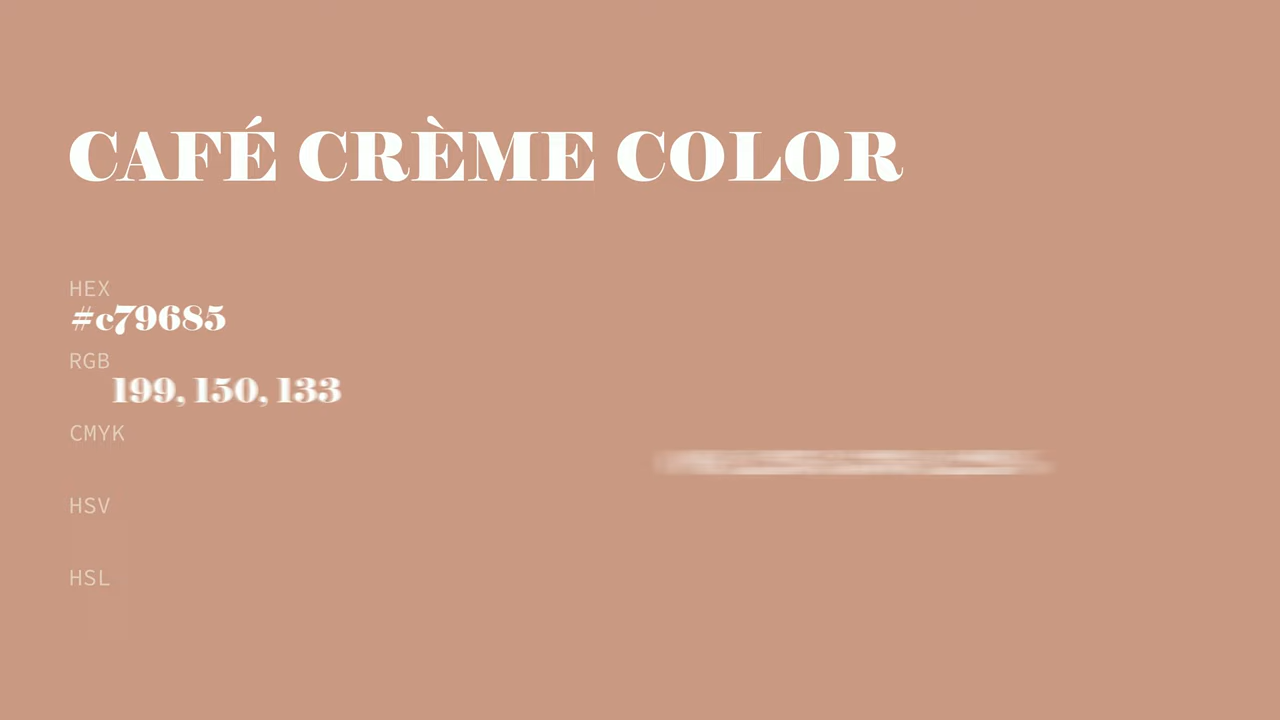 CAFÉ CRÈME COLOR
HEX
#c79685
RGB
199, 150, 133
CMYK
HSV
HSL